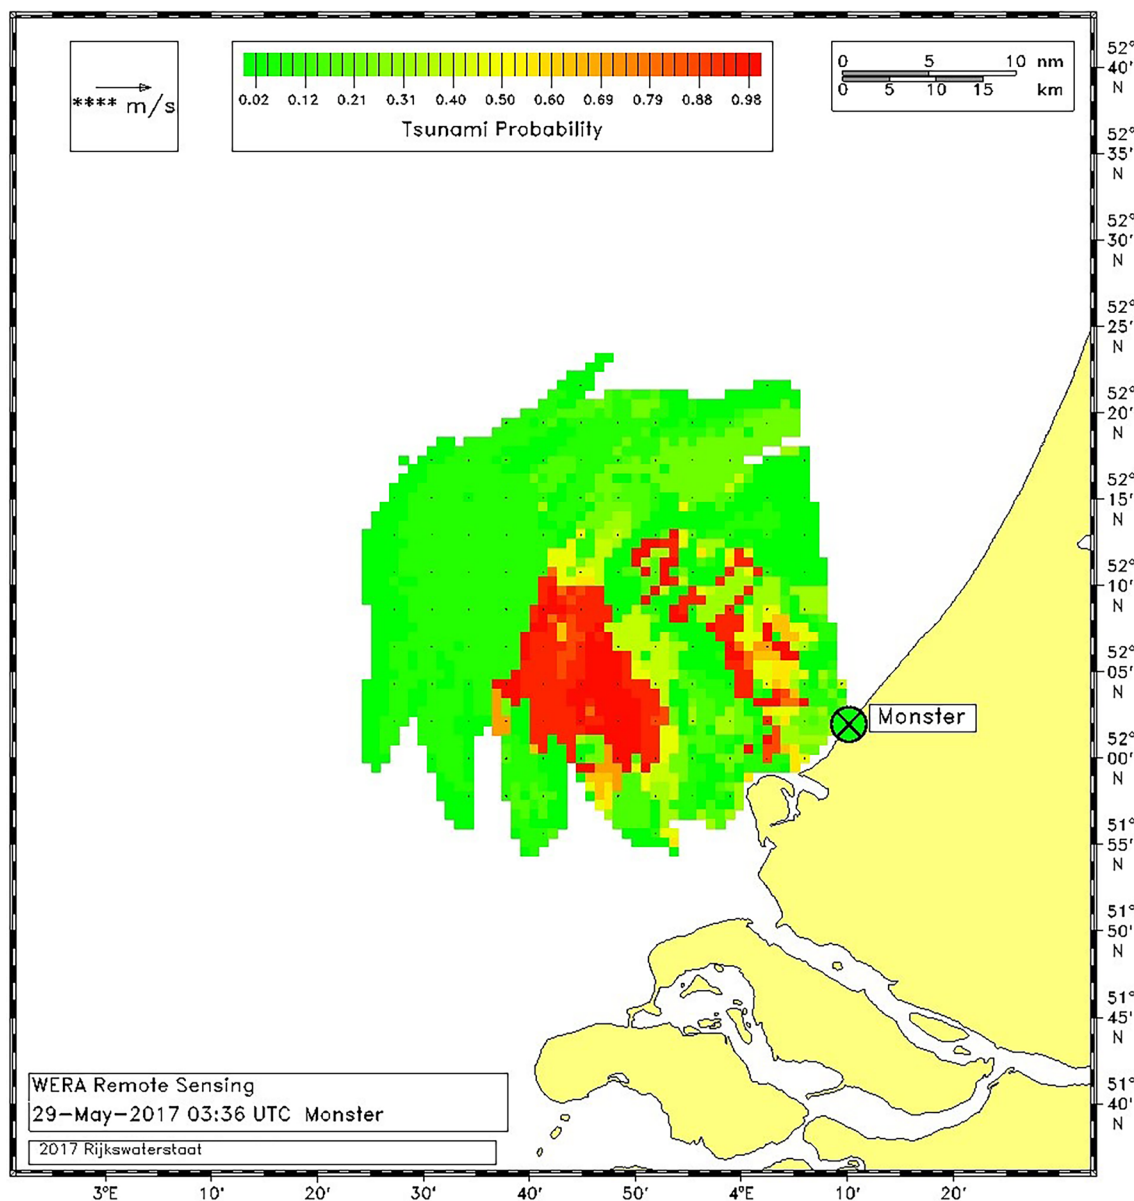 **** m/s
0.02 0.12 0.21 0.31 0.40 0.50 0.60 0.69 0.79 0.88 0.98
Tsunami Probability
0 5 10 nm
0 5 10 15 km
52°
40'
N
52°
35'
N
52°
30'
N
52°
25'
N
52°
20'
N
52°
15'
N
52°
10'
N
52°
05'
N
Monster
52°
00'
N
51°
55'
N
51°
50'
N
51°
45'
N
51°
40'
N
WERA Remote Sensing
29-May-2017 03:36 UTC Monster
2017 Rijkswaterstaat
3°E 10' 20' 30' 40' 50' 4°E 10' 20'